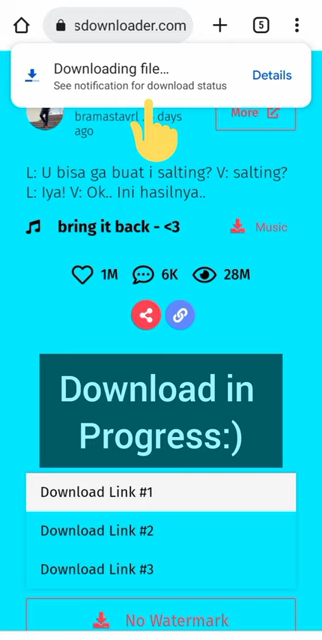 sdownloader.com
5
Downloading file...
See notification for download status
Details
bramastavrl
days
ago
More
L: U bisa ga buat i salting? V: salting?
L: Iya! V: Ok.. Ini hasilnya..
bring it back - <3
Music
1M
6K
28M
Download in
Progress:)
Download Link #1
Download Link #2
Download Link #3
No Watermark